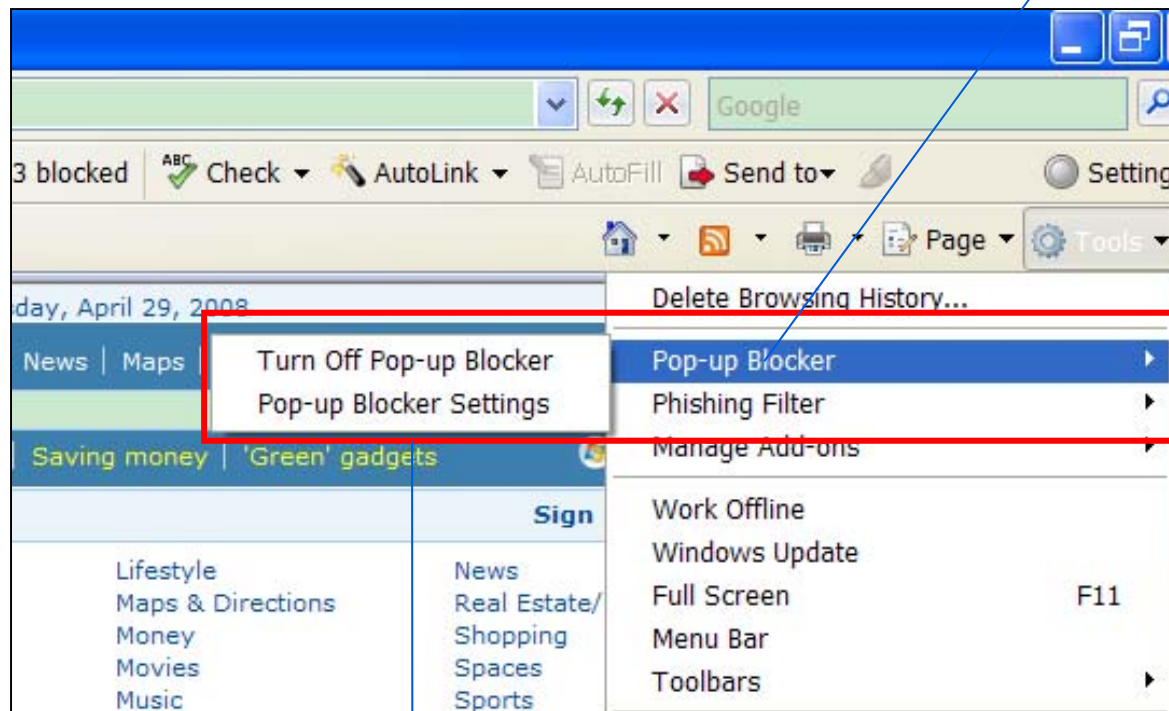 Google
3 blocked ABC Check AutoLink AutoFill Send to Setting
Page Tools
day, April 29, 2008
News | Maps |
Saving money | 'Green' gadgets
Sign
Lifestyle
Maps & Directions
Money
Movies
Music
News
Real Estate/
Shopping
Spaces
Sports
Turn Off Pop-up Blocker
Pop-up Blocker Settings
Delete Browsing History...
Pop-up Blocker
Phishing Filter
Manage Add-ons
Work Offline
Windows Update
Full Screen F11
Menu Bar
Toolbars